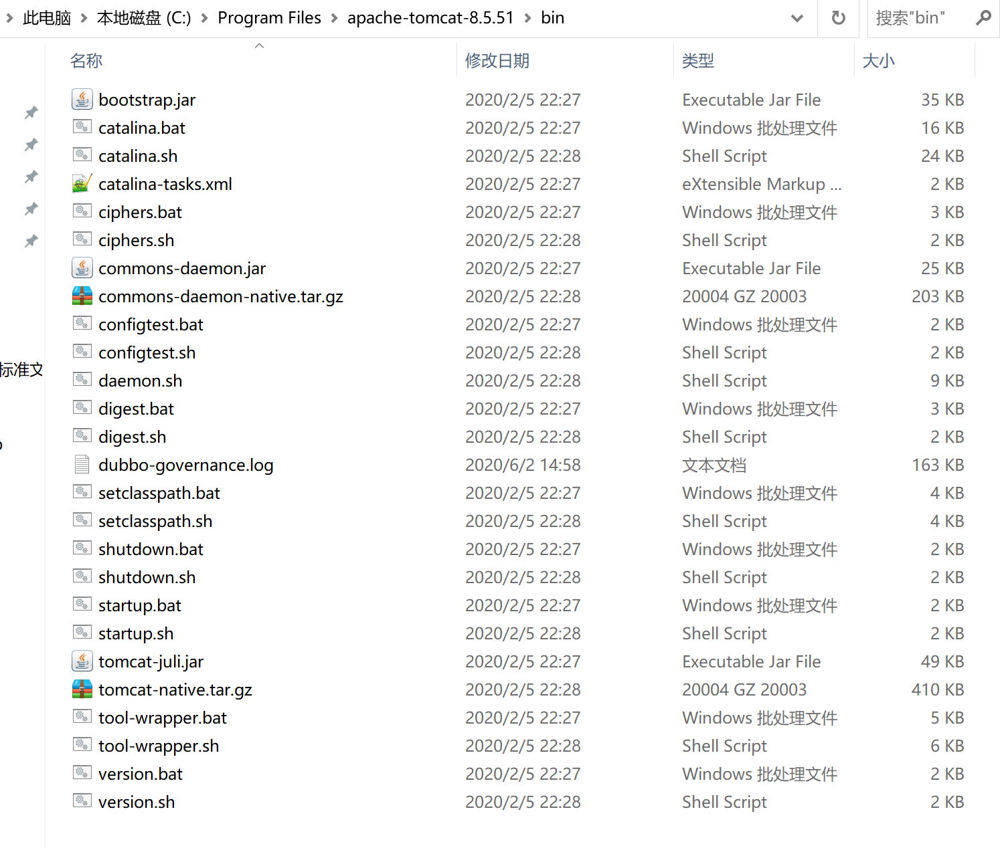 此电脑 本地磁盘 (C:) Program Files apache-tomcat-8.5.51 bin 搜索"bin"
名称 修改日期 类型 大小
bootstrap.jar 2020/2/5 22:27 Executable Jar File 35 KB
catalina.bat 2020/2/5 22:27 Windows 批处理文件 16 KB
catalina.sh 2020/2/5 22:28 Shell Script 24 KB
catalina-tasks.xml 2020/2/5 22:27 eXtensible Markup ... 2 KB
ciphers.bat 2020/2/5 22:27 Windows 批处理文件 3 KB
ciphers.sh 2020/2/5 22:28 Shell Script 2 KB
commons-daemon.jar 2020/2/5 22:27 Executable Jar File 25 KB
commons-daemon-native.tar.gz 2020/2/5 22:28 20004 GZ 20003 203 KB
configtest.bat 2020/2/5 22:27 Windows 批处理文件 2 KB
configtest.sh 2020/2/5 22:28 Shell Script 2 KB
标准文
daemon.sh 2020/2/5 22:28 Shell Script 9 KB
digest.bat 2020/2/5 22:27 Windows 批处理文件 3 KB
digest.sh 2020/2/5 22:28 Shell Script 2 KB
dubbo-governance.log 2020/6/2 14:58 文本文档 163 KB
setclasspath.bat 2020/2/5 22:27 Windows 批处理文件 4 KB
setclasspath.sh 2020/2/5 22:28 Shell Script 4 KB
shutdown.bat 2020/2/5 22:27 Windows 批处理文件 2 KB
shutdown.sh 2020/2/5 22:28 Shell Script 2 KB
startup.bat 2020/2/5 22:27 Windows 批处理文件 2 KB
startup.sh 2020/2/5 22:28 Shell Script 2 KB
tomcat-juli.jar 2020/2/5 22:27 Executable Jar File 49 KB
tomcat-native.tar.gz 2020/2/5 22:28 20004 GZ 20003 410 KB
tool-wrapper.bat 2020/2/5 22:27 Windows 批处理文件 5 KB
tool-wrapper.sh 2020/2/5 22:28 Shell Script 6 KB
version.bat 2020/2/5 22:27 Windows 批处理文件 2 KB
version.sh 2020/2/5 22:28 Shell Script 2 KB